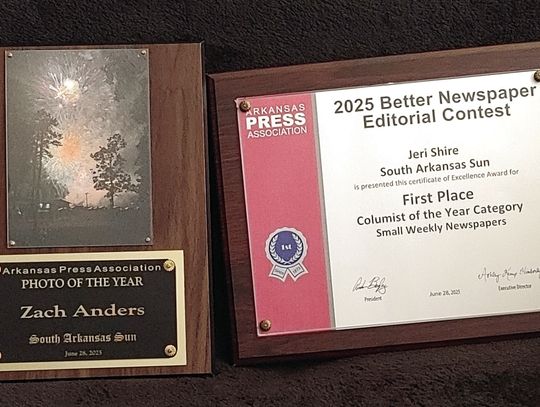 Arkansas Press Association
PHOTO OF THE YEAR
Zach Anders
South Arkansas Sun
June 28, 2025
ARKANSAS
PRESS
ASSOCIATION
1st
2025 Better Newspaper
Editorial Contest
Jeri Shire
South Arkansas Sun
is presented this certificate of Excellence Award for
First Place
Columist of the Year Category
Small Weekly Newspapers
President
June 28, 2025
Executive Director